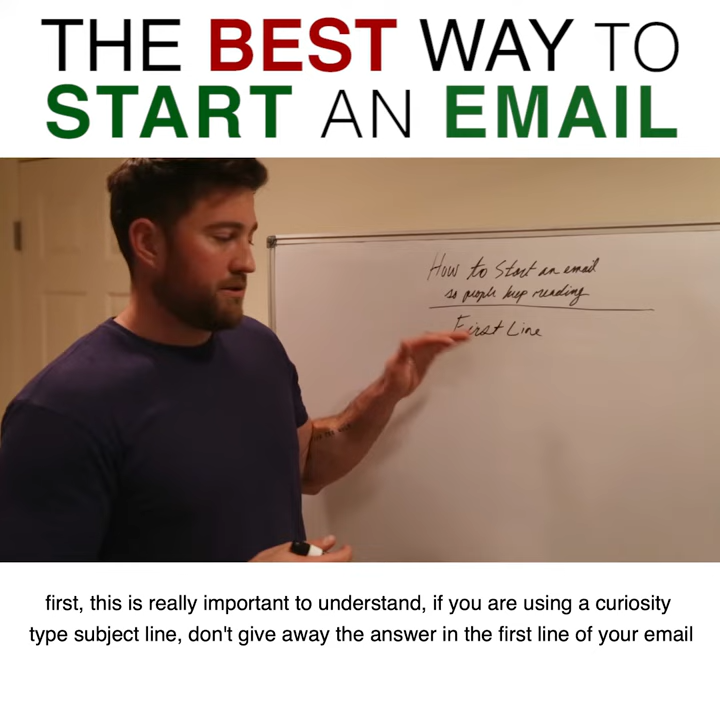 THE BEST WAY TO
START AN EMAIL
How to Start an email
so people keep reading
First Line
first, this is really important to understand, if you are using a curiosity
type subject line, don't give away the answer in the first line of your email